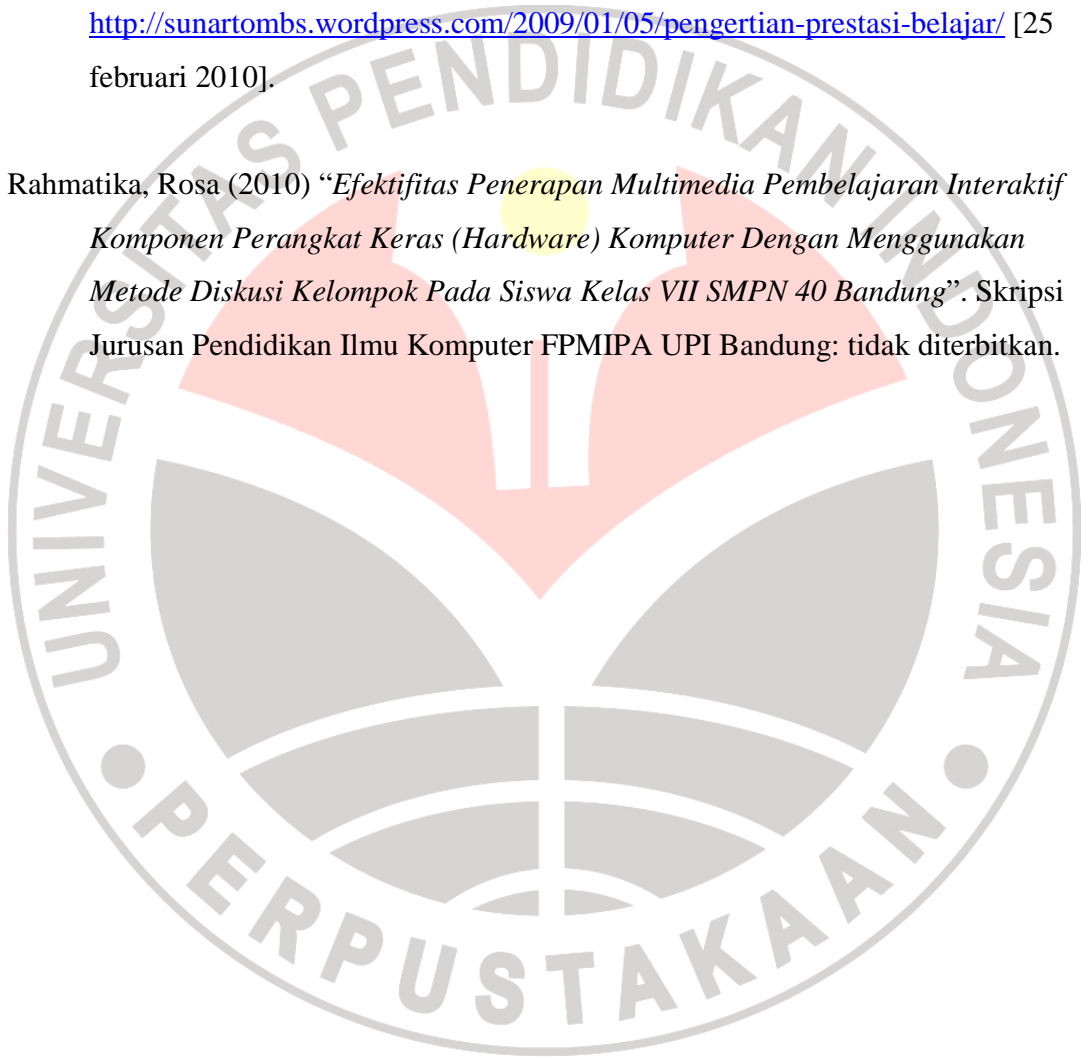 http://sunartombs.wordpress.com/2009/01/05/pengertian-prestasi-belajar/ [25
februari 2010].
Rahmatika, Rosa (2010) “Efektifitas Penerapan Multimedia Pembelajaran Interaktif
Komponen Perangkat Keras (Hardware) Komputer Dengan Menggunakan
Metode Diskusi Kelompok Pada Siswa Kelas VII SMPN 40 Bandung”. Skripsi
Jurusan Pendidikan Ilmu Komputer FPMIPA UPI Bandung: tidak diterbitkan.
UNIVERSITAS PENDIDIKAN INDONESIA
PERPUSTAKAAN